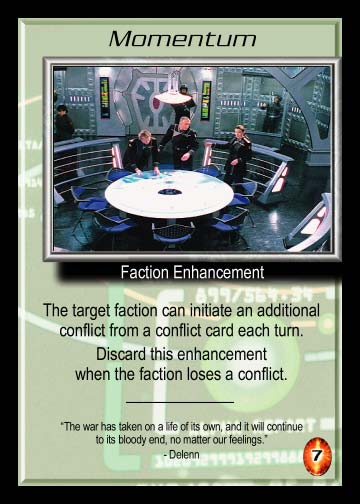 Momentum
Faction Enhancement
The target faction can initiate an additional
conflict from a conflict card each turn.
Discard this enhancement
when the faction loses a conflict.
“The war has taken on a life of its own, and it will continue
to its bloody end, no matter our feelings.”
- Delenn
7